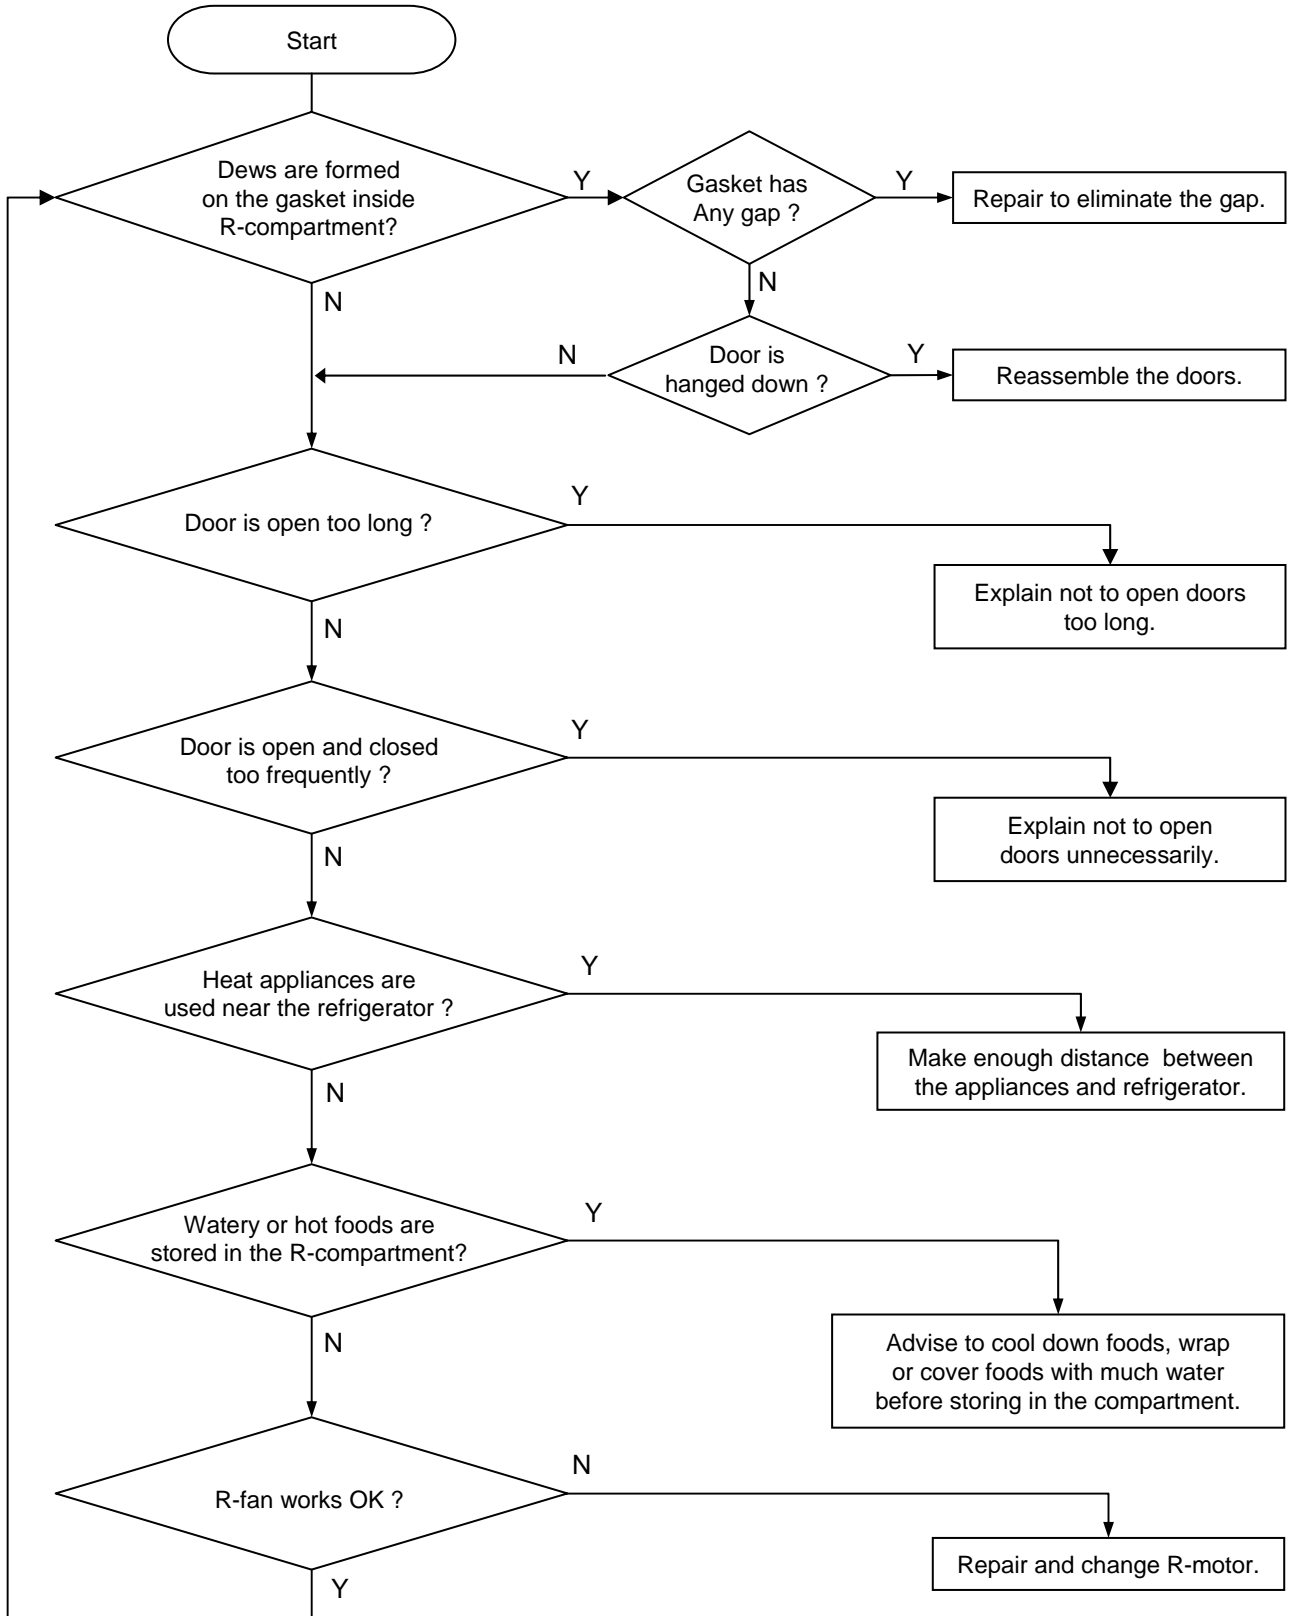 Start
Dews are formed
on the gasket inside
R-compartment?
Y
Gasket has
Any gap ?
Y
Repair to eliminate the gap.
N
N
Door is
hanged down ?
N
Y
Reassemble the doors.
Door is open too long ?
Y
Explain not to open doors
too long.
N
Door is open and closed
too frequently ?
Y
Explain not to open
doors unnecessarily.
N
Heat appliances are
used near the refrigerator ?
Y
Make enough distance between
the appliances and refrigerator.
N
Watery or hot foods are
stored in the R-compartment?
Y
Advise to cool down foods, wrap
or cover foods with much water
before storing in the compartment.
N
R-fan works OK ?
N
Repair and change R-motor.
Y